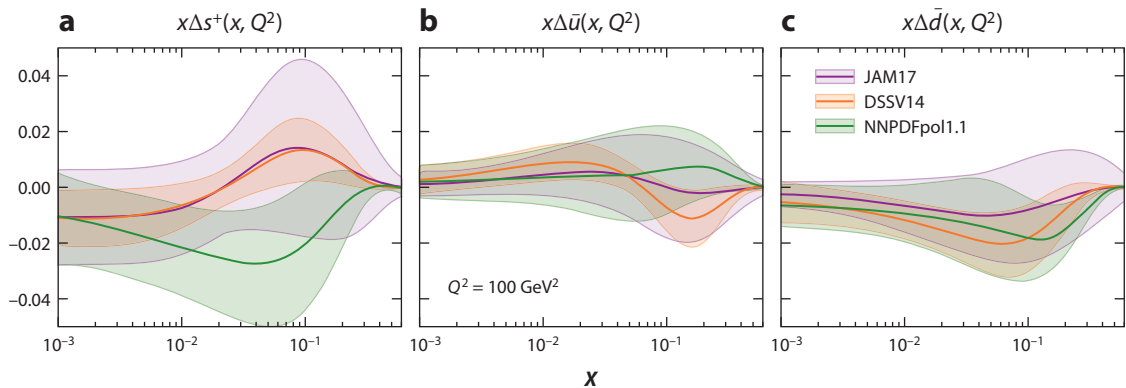 a xΔs⁺(x, Q²)
b xΔū(x, Q²)
c xΔd̄(x, Q²)
0.04
0.02
0.00
−0.02
−0.04
JAM17
DSSV14
NNPDFpol1.1
Q² = 100 GeV²
10⁻³ 10⁻² 10⁻¹
10⁻³ 10⁻² 10⁻¹
10⁻³ 10⁻² 10⁻¹
x